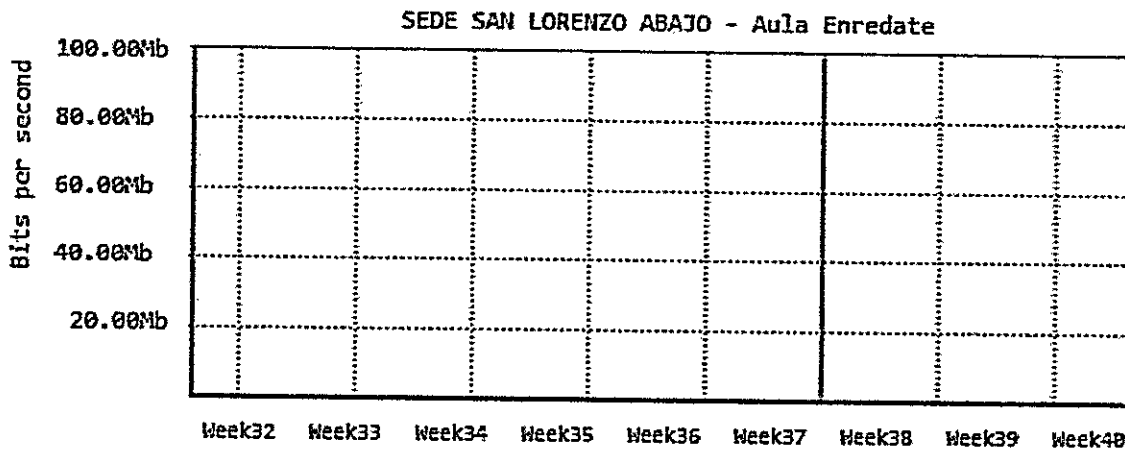 SEDE SAN LORENZO ABAJO - Aula Enredate
Bits per second
100.00Mb
80.00Mb
60.00Mb
40.00Mb
20.00Mb
Week32 Week33 Week34 Week35 Week36 Week37 Week38 Week39 Week40